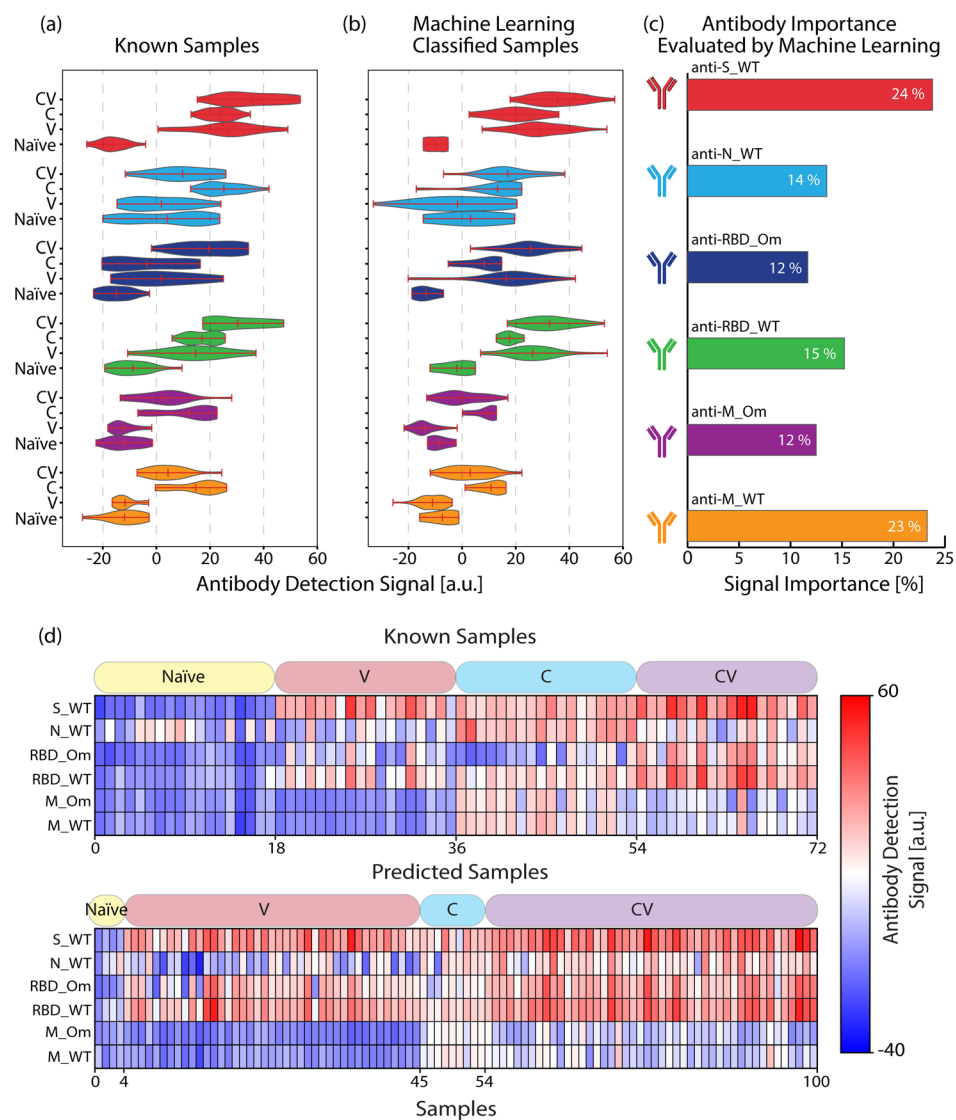 (a)
Known Samples
(b)
Machine Learning
Classified Samples
(c)
Antibody Importance
Evaluated by Machine Learning
CV
C
V
Naïve
CV
C
V
Naïve
CV
C
V
Naïve
CV
C
V
Naïve
CV
C
V
Naïve
CV
C
V
Naïve
-20
0
20
40
60
-20
0
20
40
60
Antibody Detection Signal [a.u.]
anti-S_WT
24 %
anti-N_WT
14 %
anti-RBD_Om
12 %
anti-RBD_WT
15 %
anti-M_Om
12 %
anti-M_WT
23 %
0
5
10
15
20
25
Signal Importance [%]
(d)
Known Samples
Naïve
V
C
CV
S_WT
N_WT
RBD_Om
RBD_WT
M_Om
M_WT
0
18
36
54
72
Predicted Samples
Naïve
V
C
CV
S_WT
N_WT
RBD_Om
RBD_WT
M_Om
M_WT
0
4
45
54
100
Samples
60
Antibody Detection
Signal [a.u.]
-40